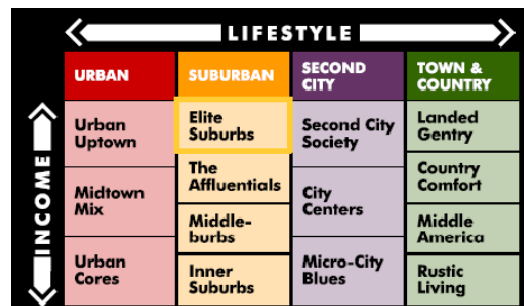 LIFESTYLE
URBAN
SUBURBAN
SECOND
CITY
TOWN &
COUNTRY
INCOME
Urban
Uptown
Elite
Suburbs
Second City
Society
Landed
Gentry
The
Affluentials
Country
Comfort
Midtown
Mix
City
Centers
Middle-
burbs
Middle
America
Urban
Cores
Inner
Suburbs
Micro-City
Blues
Rustic
Living